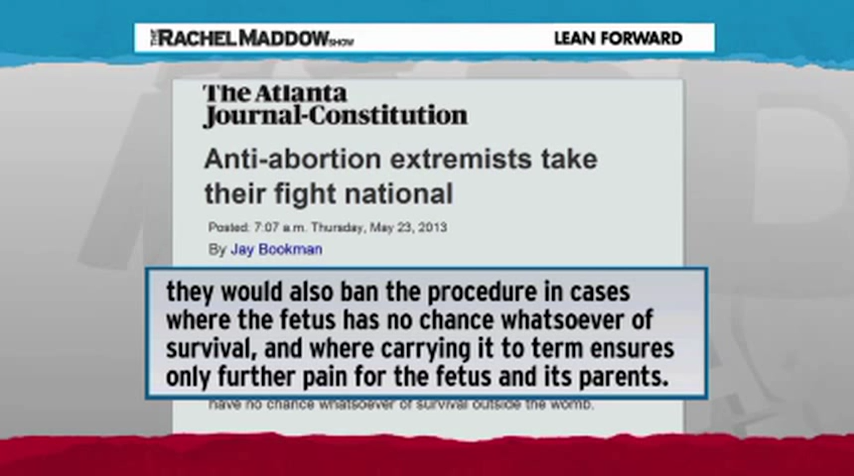 THE RACHEL MADDOW SHOW
LEAN FORWARD
The Atlanta
Journal-Constitution
Anti-abortion extremists take
their fight national
Posted: 7:07 a.m. Thursday, May 23, 2013
By Jay Bookman
they would also ban the procedure in cases
where the fetus has no chance whatsoever of
survival, and where carrying it to term ensures
only further pain for the fetus and its parents.
have no chance whatsoever of survival outside the womb.